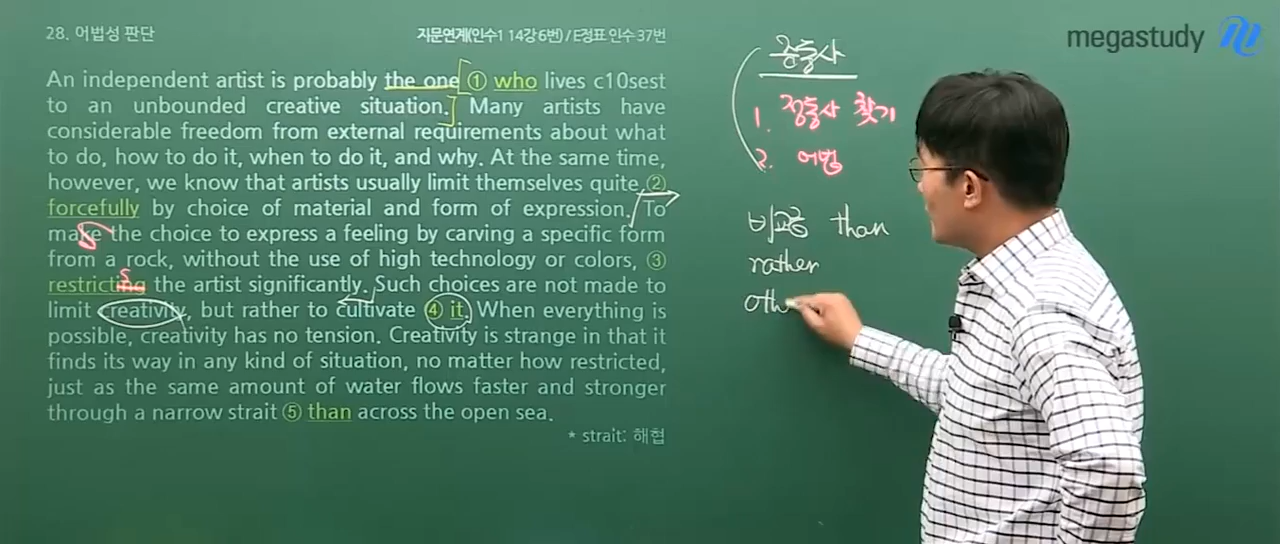 28. 어법성 판단
지문연계(인수1 14강 6번) / E정표 인수 37번
An independent artist is probably the one ① who lives c10sest
to an unbounded creative situation. Many artists have
considerable freedom from external requirements about what
to do, how to do it, when to do it, and why. At the same time,
however, we know that artists usually limit themselves quite ②
forcefully by choice of material and form of expression. To
make the choice to express a feeling by carving a specific form
from a rock, without the use of high technology or colors, ③
restricting the artist significantly. Such choices are not made to
limit creativity, but rather to cultivate ④ it. When everything is
possible, creativity has no tension. Creativity is strange in that it
finds its way in any kind of situation, no matter how restricted,
just as the same amount of water flows faster and stronger
through a narrow strait ⑤ than across the open sea.
* strait: 해협
S
s
준동사
1. 정동사 찾기
2. 어법
비교급 than
rather
oth
megastudy